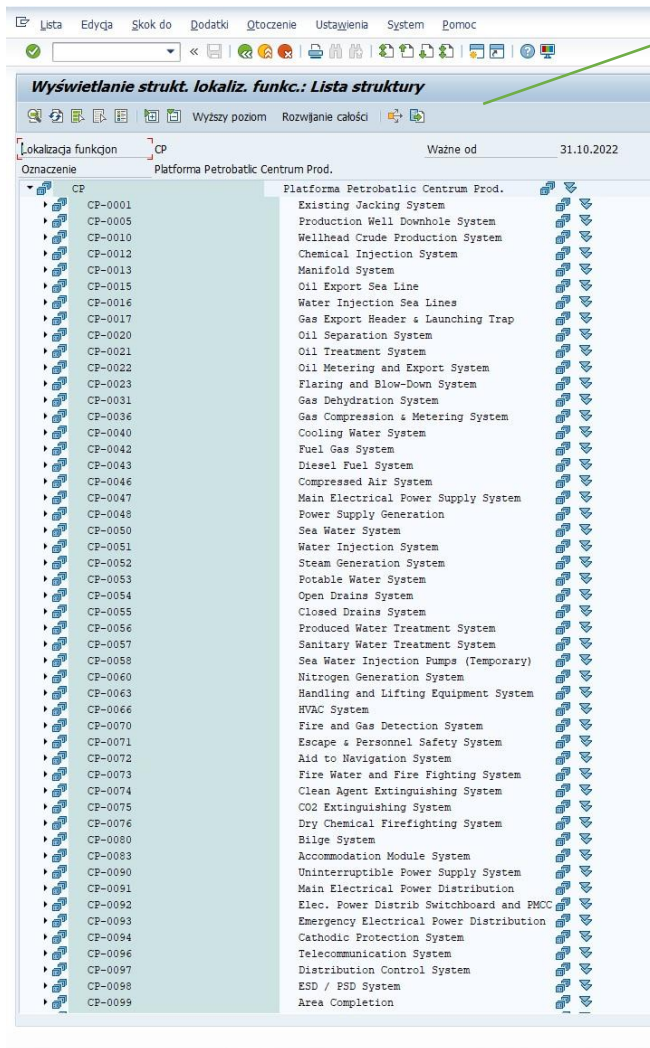 Lista Edycja Skok do Dodatki Otoczenie Ustawienia System Pomoc
Wyświetlanie strukt. lokaliz. funkc.: Lista struktury
Wyższy poziom Rozwijanie całości
Lokalizacja funkcjon CP Ważne od 31.10.2022
Oznaczenie Platforma Petrobatlic Centrum Prod.
CP Platforma Petrobatlic Centrum Prod.
CP-0001 Existing Jacking System
CP-0005 Production Well Downhole System
CP-0010 Wellhead Crude Production System
CP-0012 Chemical Injection System
CP-0013 Manifold System
CP-0015 Oil Export Sea Line
CP-0016 Water Injection Sea Lines
CP-0017 Gas Export Header & Launching Trap
CP-0020 Oil Separation System
CP-0021 Oil Treatment System
CP-0022 Oil Metering and Export System
CP-0023 Flaring and Blow-Down System
CP-0031 Gas Dehydration System
CP-0036 Gas Compression & Metering System
CP-0040 Cooling Water System
CP-0042 Fuel Gas System
CP-0043 Diesel Fuel System
CP-0046 Compressed Air System
CP-0047 Main Electrical Power Supply System
CP-0048 Power Supply Generation
CP-0050 Sea Water System
CP-0051 Water Injection System
CP-0052 Steam Generation System
CP-0053 Potable Water System
CP-0054 Open Drains System
CP-0055 Closed Drains System
CP-0056 Produced Water Treatment System
CP-0057 Sanitary Water Treatment System
CP-0058 Sea Water Injection Pumps (Temporary)
CP-0060 Nitrogen Generation System
CP-0063 Handling and Lifting Equipment System
CP-0066 HVAC System
CP-0070 Fire and Gas Detection System
CP-0071 Escape & Personnel Safety System
CP-0072 Aid to Navigation System
CP-0073 Fire Water and Fire Fighting System
CP-0074 Clean Agent Extinguishing System
CP-0075 CO2 Extinguishing System
CP-0076 Dry Chemical Firefighting System
CP-0080 Bilge System
CP-0083 Accommodation Module System
CP-0090 Uninterruptible Power Supply System
CP-0091 Main Electrical Power Distribution
CP-0092 Elec. Power Distrib Switchboard and PMCC
CP-0093 Emergency Electrical Power Distribution
CP-0094 Cathodic Protection System
CP-0096 Telecommunication System
CP-0097 Distribution Control System
CP-0098 ESD / PSD System
CP-0099 Area Completion